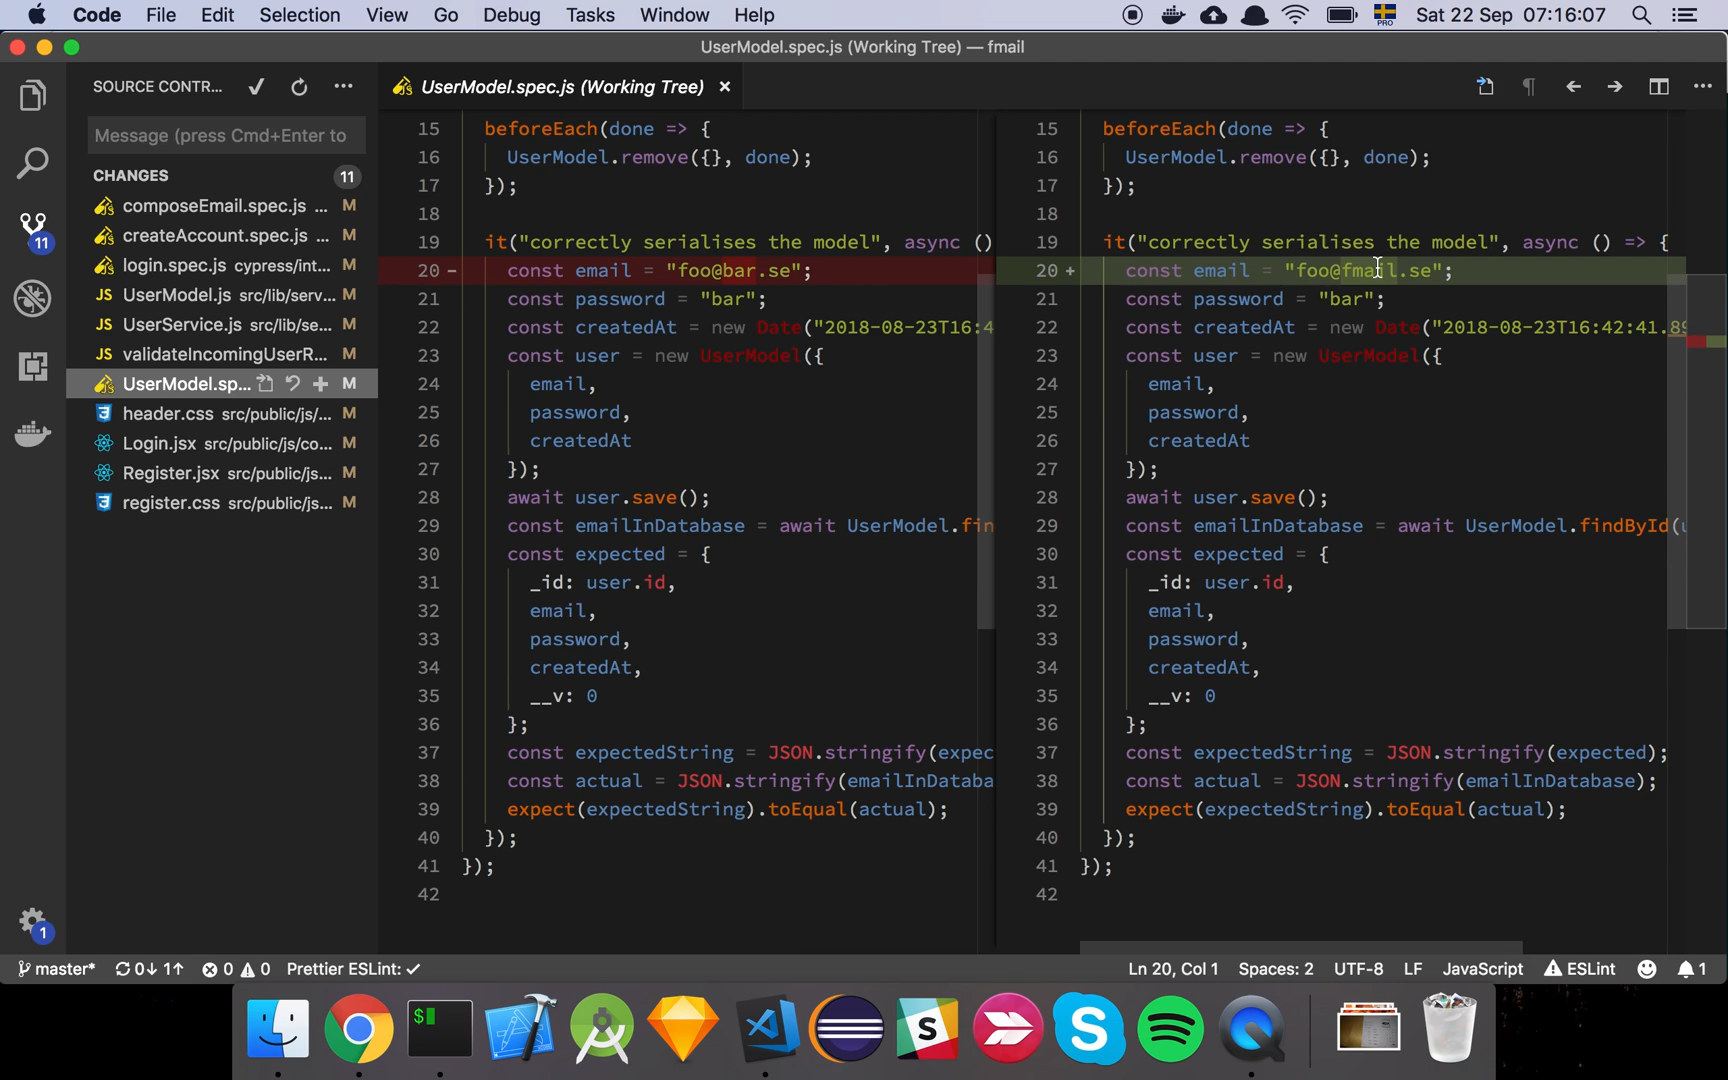 Code File Edit Selection View Go Debug Tasks Window Help PRO Sat 22 Sep 07:16:07
UserModel.spec.js (Working Tree) — fmail
SOURCE CONTR... ···
UserModel.spec.js (Working Tree) ×
Message (press Cmd+Enter to
CHANGES 11
composeEmail.spec.js ... M
createAccount.spec.js ... M
login.spec.js cypress/int... M
JS UserModel.js src/lib/serv... M
JS UserService.js src/lib/se... M
JS validateIncomingUserR... M
UserModel.sp... M
header.css src/public/js/... M
Login.jsx src/public/js/co... M
Register.jsx src/public/js... M
register.css src/public/js... M
11
1
15 beforeEach(done => {
16 UserModel.remove({}, done);
17 });
18
19 it("correctly serialises the model", async ()
20 - const email = "foo@bar.se";
21 const password = "bar";
22 const createdAt = new Date("2018-08-23T16:4
23 const user = new UserModel({
24 email,
25 password,
26 createdAt
27 });
28 await user.save();
29 const emailInDatabase = await UserModel.fin
30 const expected = {
31 _id: user.id,
32 email,
33 password,
34 createdAt,
35 __v: 0
36 };
37 const expectedString = JSON.stringify(expec
38 const actual = JSON.stringify(emailInDataba
39 expect(expectedString).toEqual(actual);
40 });
41 });
42
15 beforeEach(done => {
16 UserModel.remove({}, done);
17 });
18
19 it("correctly serialises the model", async () => {
20 + const email = "foo@fmail.se";
21 const password = "bar";
22 const createdAt = new Date("2018-08-23T16:42:41.89
23 const user = new UserModel({
24 email,
25 password,
26 createdAt
27 });
28 await user.save();
29 const emailInDatabase = await UserModel.findById(u
30 const expected = {
31 _id: user.id,
32 email,
33 password,
34 createdAt,
35 __v: 0
36 };
37 const expectedString = JSON.stringify(expected);
38 const actual = JSON.stringify(emailInDatabase);
39 expect(expectedString).toEqual(actual);
40 });
41 });
42
master* 0↓ 1↑ 0 0 Prettier ESLint: ✓ Ln 20, Col 1 Spaces: 2 UTF-8 LF JavaScript ESLint 1
$
S
S